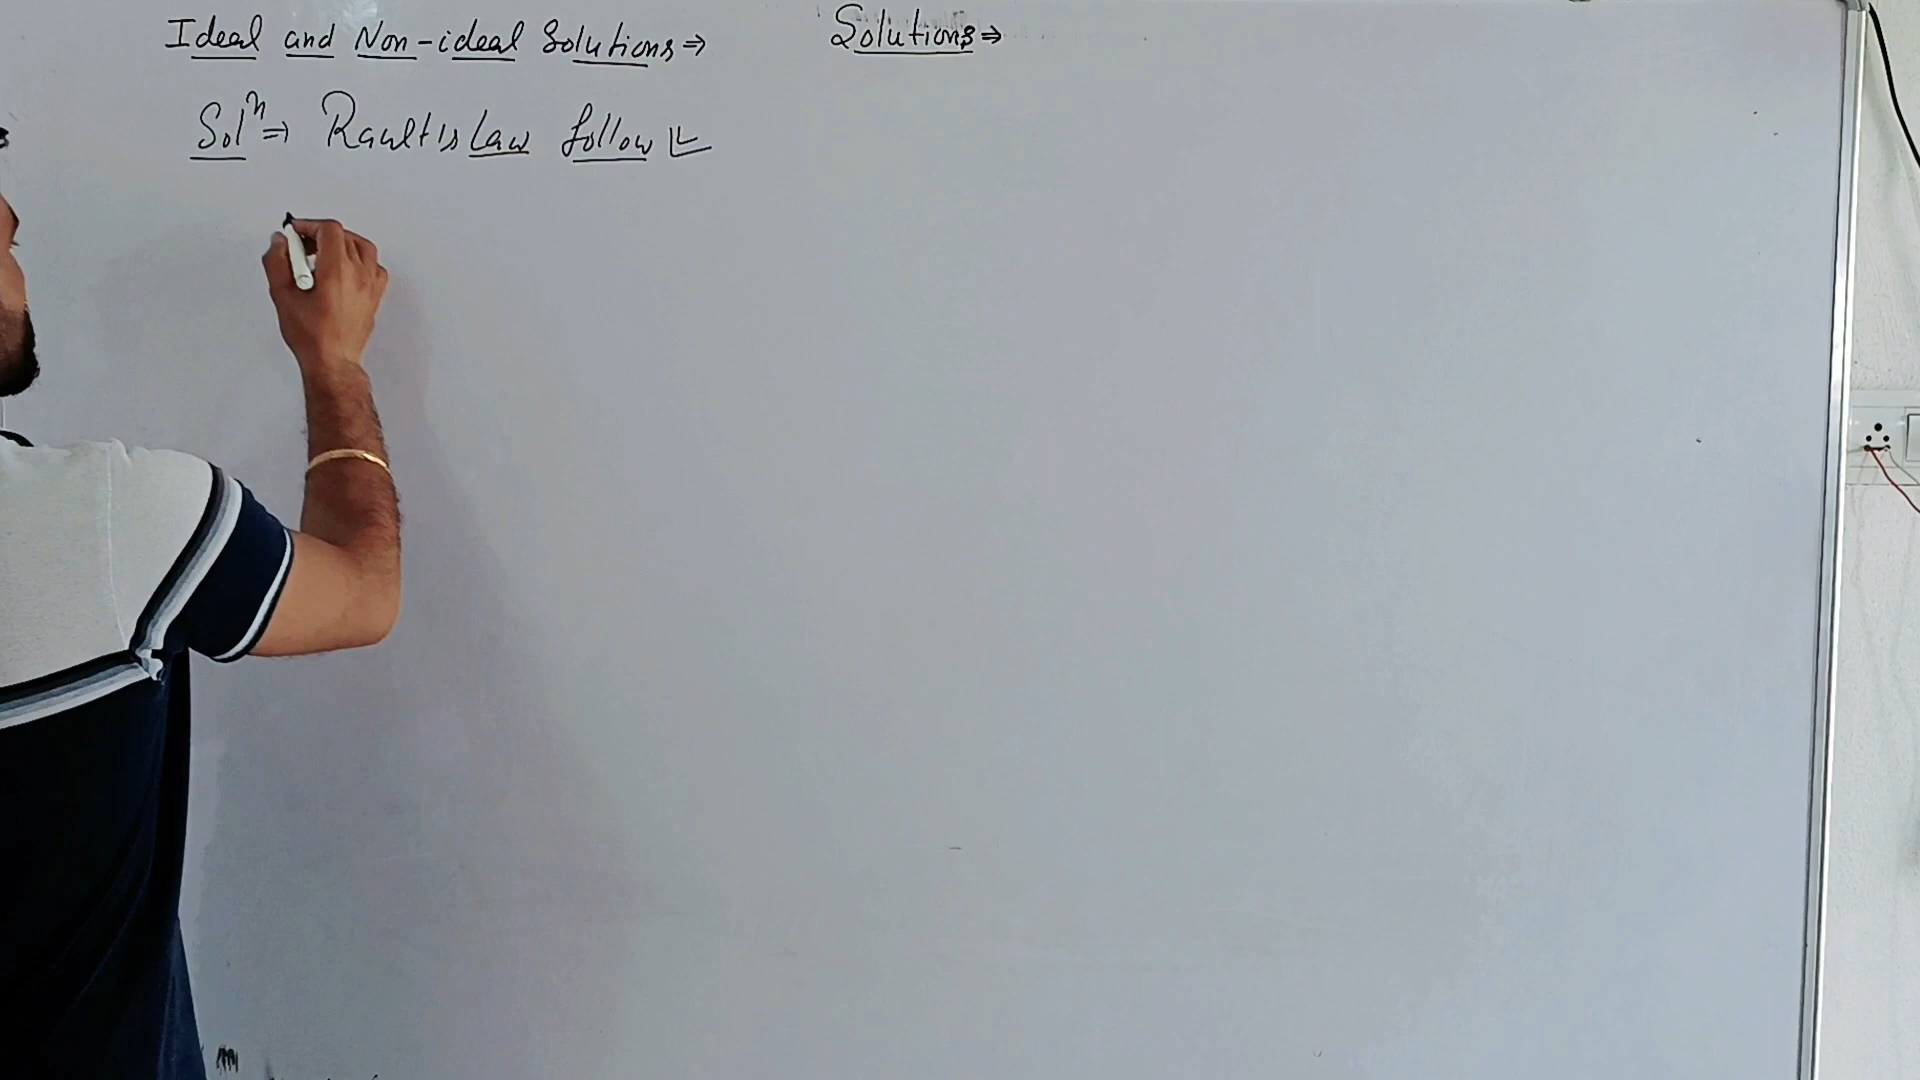 Ideal and Non-ideal Solutions ⇒ Solutions ⇒
Solⁿ ⇒ Rault's Law follow